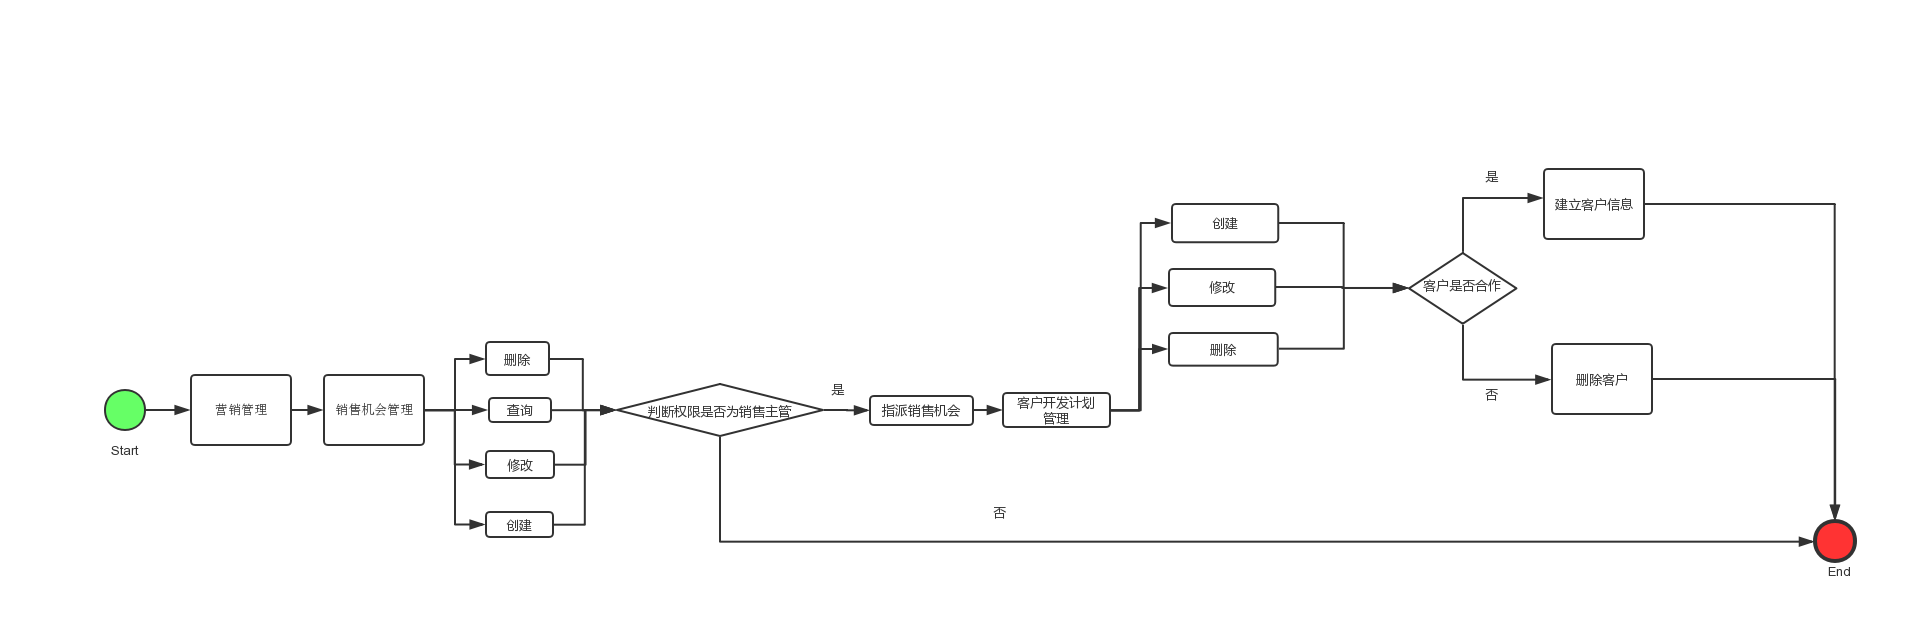 Start
营销管理
销售机会管理
删除
查询
修改
创建
判断权限是否为销售主管
是
否
指派销售机会
客户开发计划
管理
创建
修改
删除
客户是否合作
是
否
建立客户信息
删除客户
End